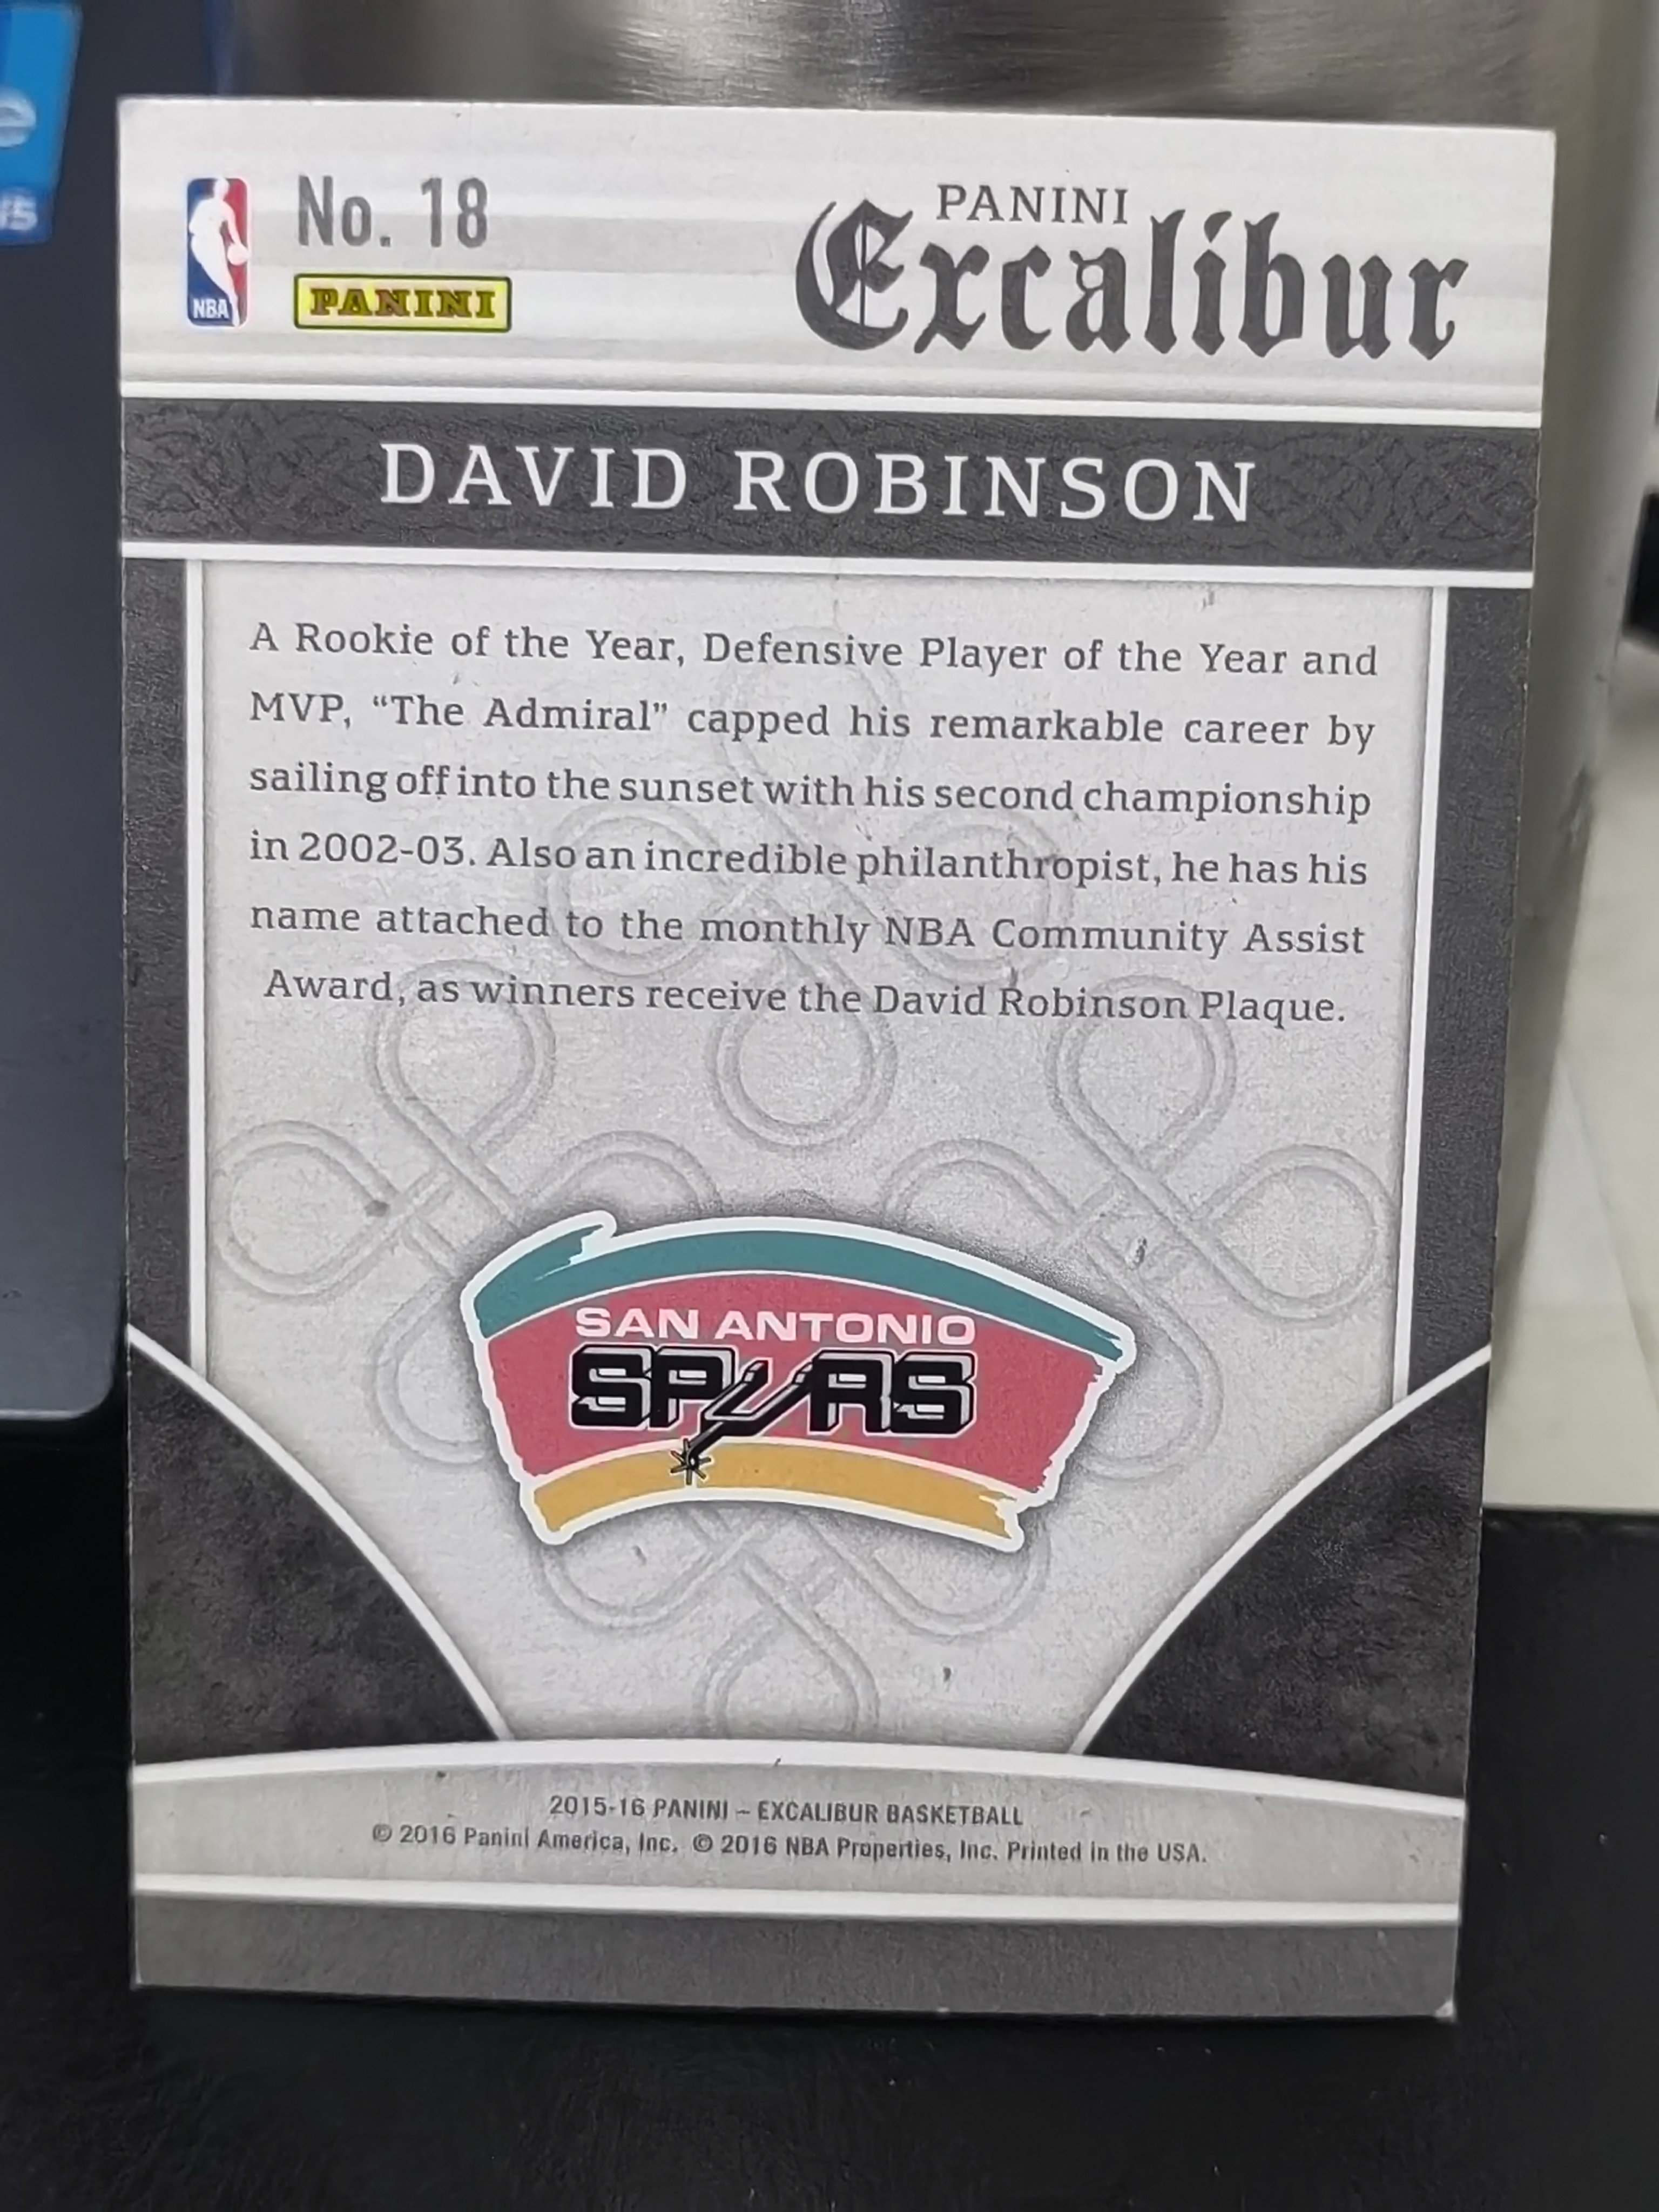 No. 18
NBA
PANINI
PANINI
Excalibur
DAVID ROBINSON
A Rookie of the Year, Defensive Player of the Year and
MVP, “The Admiral” capped his remarkable career by
sailing off into the sunset with his second championship
in 2002-03. Also an incredible philanthropist, he has his
name attached to the monthly NBA Community Assist
Award, as winners receive the David Robinson Plaque.
SAN ANTONIO
SPURS
2015-16 PANINI – EXCALIBUR BASKETBALL
© 2016 Panini America, Inc. © 2016 NBA Properties, Inc. Printed in the USA.